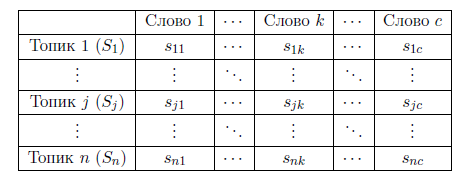 Слово 1 ⋯ Слово k ⋯ Слово c
Топик 1 (S₁) s₁₁ ⋯ s₁ₖ ⋯ s₁c
⋮ ⋮ ⋱ ⋮ ⋱ ⋮
Топик j (Sⱼ) sⱼ₁ ⋯ sⱼₖ ⋯ sⱼc
⋮ ⋮ ⋱ ⋮ ⋱ ⋮
Топик n (Sₙ) sₙ₁ ⋯ sₙₖ ⋯ sₙc